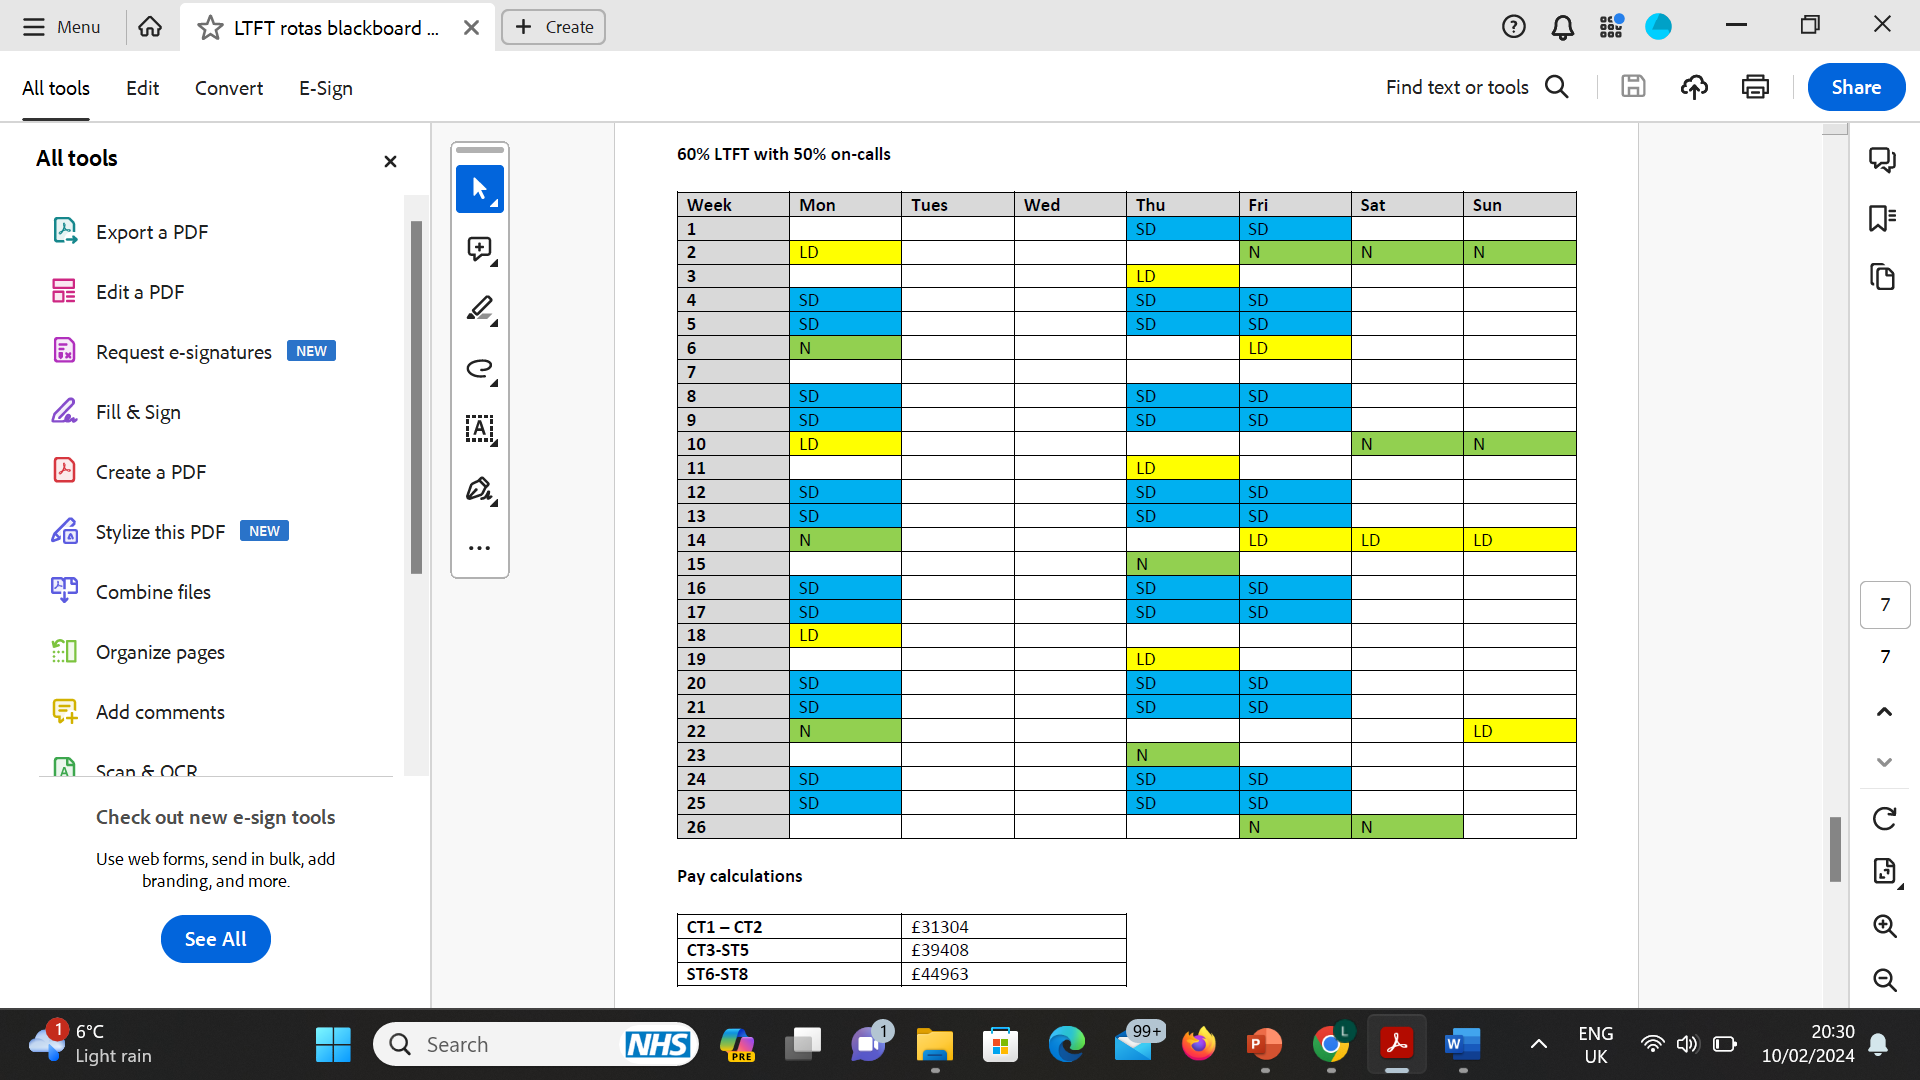 Menu
LTFT rotas blackboard ...
Create
All tools
Edit
Convert
E-Sign
Find text or tools
Share
All tools
Export a PDF
Edit a PDF
Request e-signatures NEW
Fill & Sign
Create a PDF
Stylize this PDF NEW
Combine files
Organize pages
Add comments
Scan & OCR
Check out new e-sign tools
Use web forms, send in bulk, add
branding, and more.
See All
60% LTFT with 50% on-calls
Week Mon Tues Wed Thu Fri Sat Sun
1 SD SD
2 LD N N N
3 LD
4 SD SD SD
5 SD SD SD
6 N LD
7
8 SD SD SD
9 SD SD SD
10 LD N N
11 LD
12 SD SD SD
13 SD SD SD
14 N LD LD LD
15 N
16 SD SD SD
17 SD SD SD
18 LD
19 LD
20 SD SD SD
21 SD SD SD
22 N LD
23 N
24 SD SD SD
25 SD SD SD
26 N N
Pay calculations
CT1 – CT2 £31304
CT3-ST5 £39408
ST6-ST8 £44963
7
7
1
6°C
Light rain
Search
NHS
PRE
1
99+
P
L
W
ENG
UK
20:30
10/02/2024